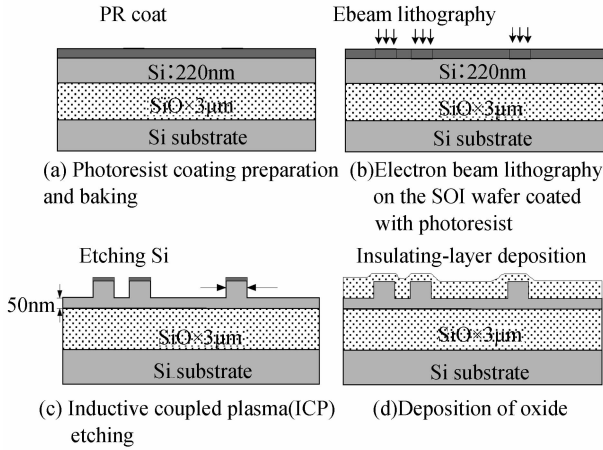 PR coat
Si:220nm
SiO×3μm
Si substrate
(a) Photoresist coating preparation
and baking
Ebeam lithography
Si:220nm
SiO×3μm
Si substrate
(b)Electron beam lithography
on the SOI wafer coated
with photoresist
Etching Si
50nm
SiO×3μm
Si substrate
(c) Inductive coupled plasma(ICP)
etching
Insulating-layer deposition
SiO×3μm
Si substrate
(d)Deposition of oxide